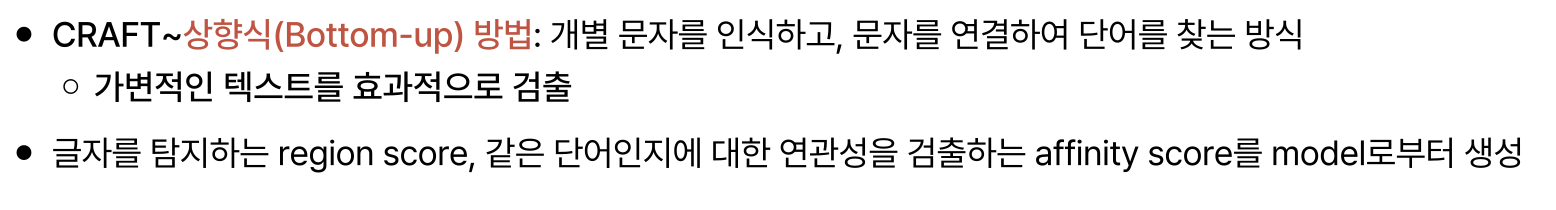 • CRAFT~상향식(Bottom-up) 방법: 개별 문자를 인식하고, 문자를 연결하여 단어를 찾는 방식
○ 가변적인 텍스트를 효과적으로 검출
• 글자를 탐지하는 region score, 같은 단어인지에 대한 연관성을 검출하는 affinity score를 model로부터 생성